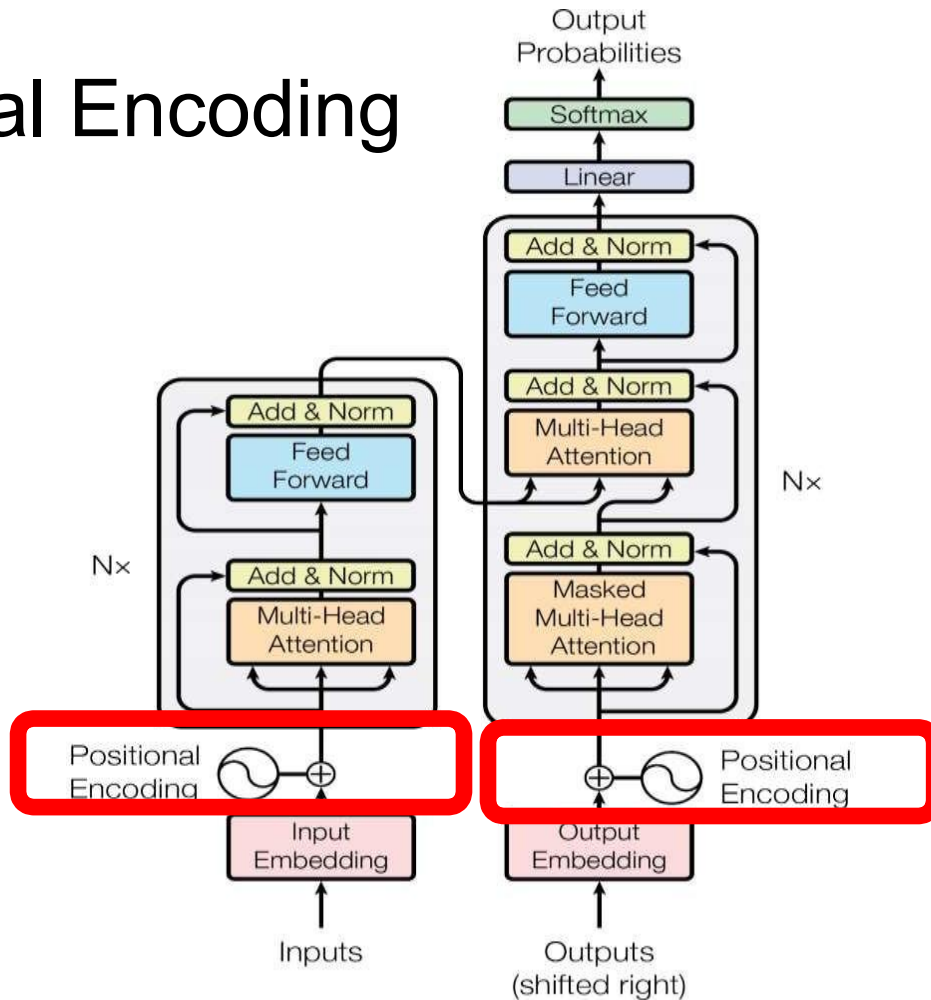 al Encoding
Output
Probabilities
Softmax
Linear
Add & Norm
Feed
Forward
Add & Norm
Multi-Head
Attention
Nx
Add & Norm
Masked
Multi-Head
Attention
Add & Norm
Feed
Forward
Nx
Add & Norm
Multi-Head
Attention
Positional
Encoding
Positional
Encoding
Input
Embedding
Output
Embedding
Inputs
Outputs
(shifted right)